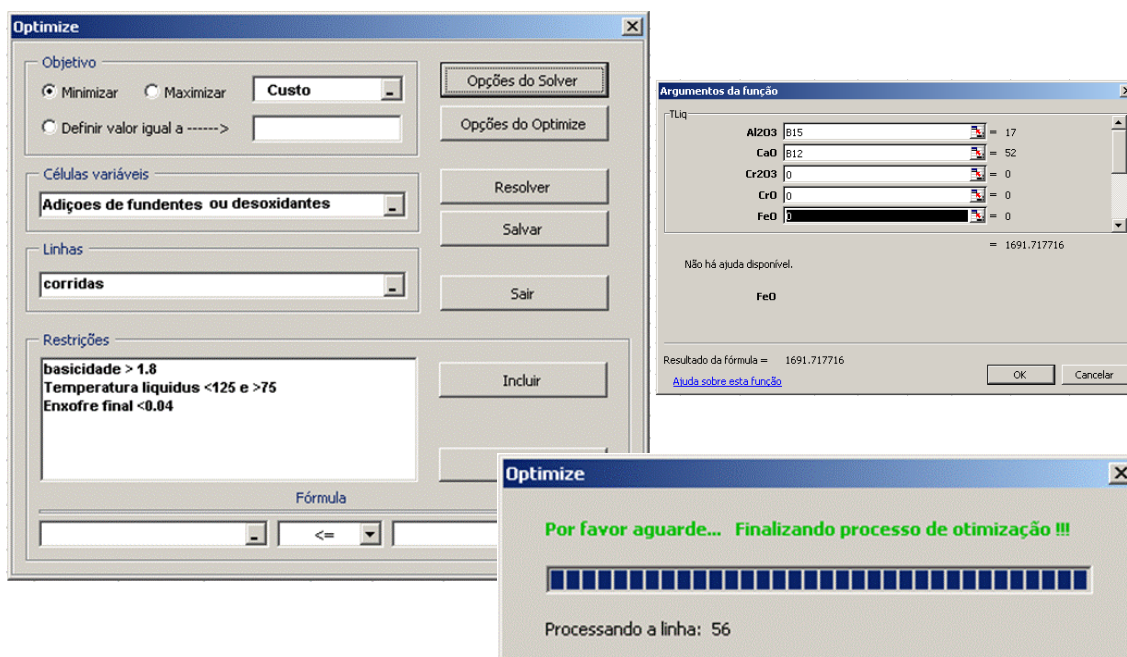 Optimize
Objetivo
Minimizar Maximizar Custo
Definir valor igual a ------>
Células variáveis
Adiçoes de fundentes ou desoxidantes
Linhas
corridas
Restrições
basicidade > 1.8
Temperatura liquidus <125 e >75
Enxofre final <0.04
Fórmula
<=
Opções do Solver
Opções do Optimize
Resolver
Salvar
Sair
Incluir
Argumentos da função
TLiq
Al2O3 B15 = 17
CaO B12 = 52
Cr2O3 0 = 0
CrO 0 = 0
FeO 0 = 0
= 1691.717716
Não há ajuda disponível.
FeO
Resultado da fórmula = 1691.717716
Ajuda sobre esta função
OK Cancelar
Optimize
Por favor aguarde... Finalizando processo de otimização !!!
Processando a linha: 56